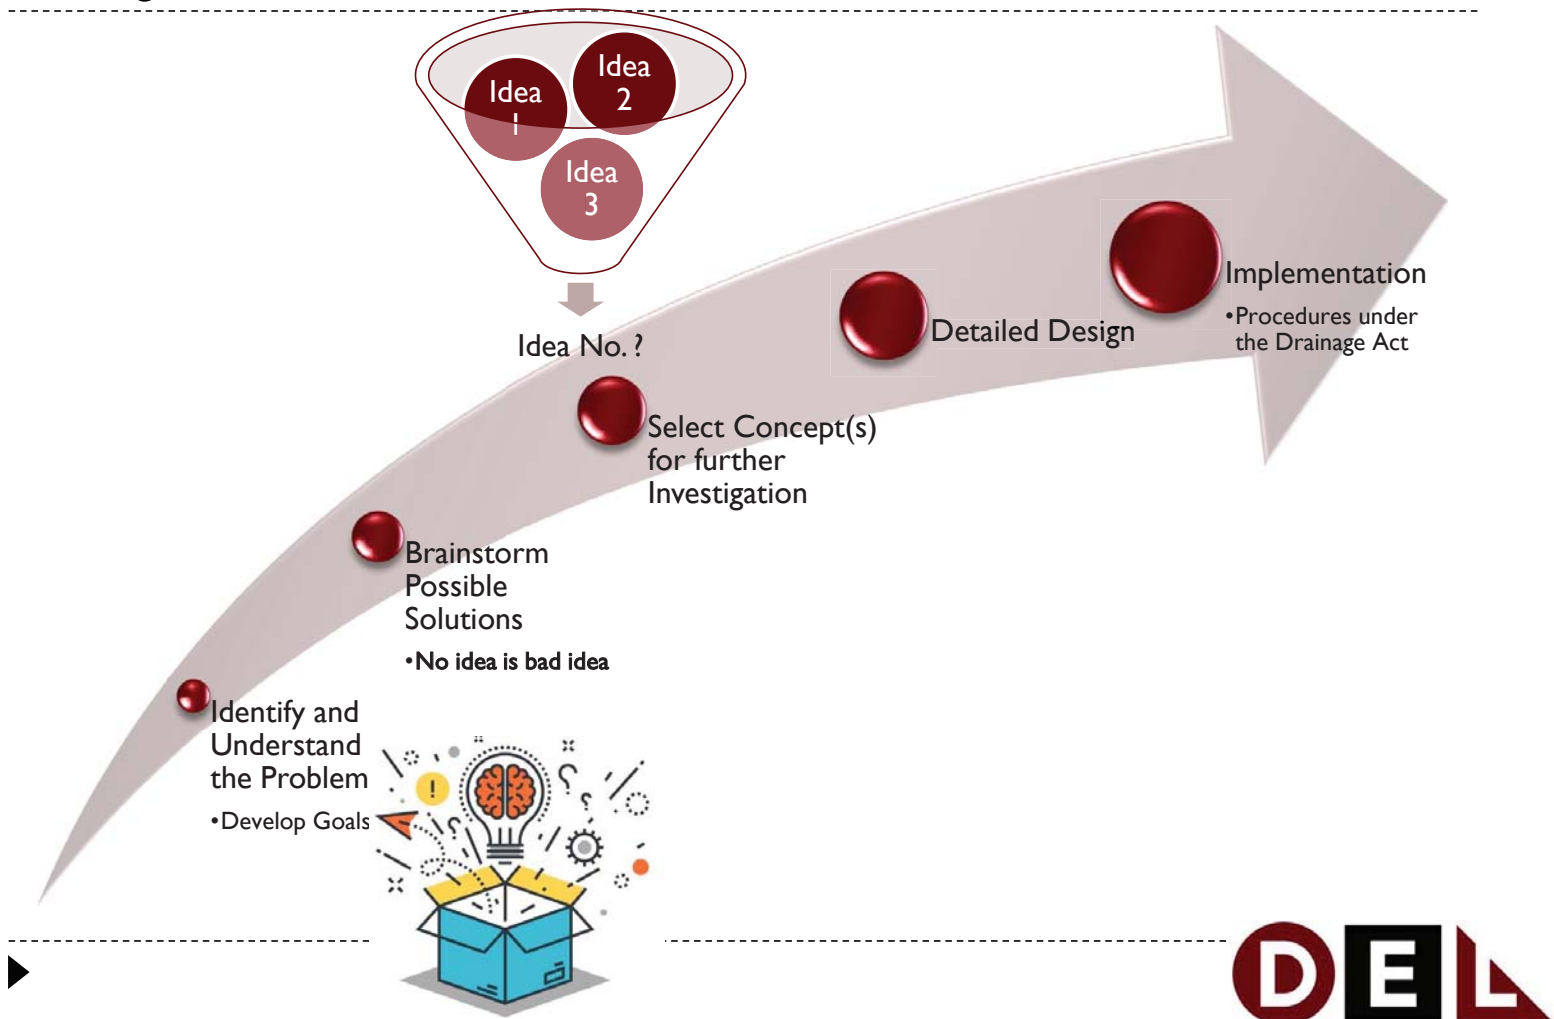 Idea
1
Idea
2
Idea
3
Idea No. ?
Implementation
•Procedures under
the Drainage Act
Detailed Design
Select Concept(s)
for further
Investigation
Brainstorm
Possible
Solutions
•No idea is bad idea
Identify and
Understand
the Problem
•Develop Goals
!
DEL